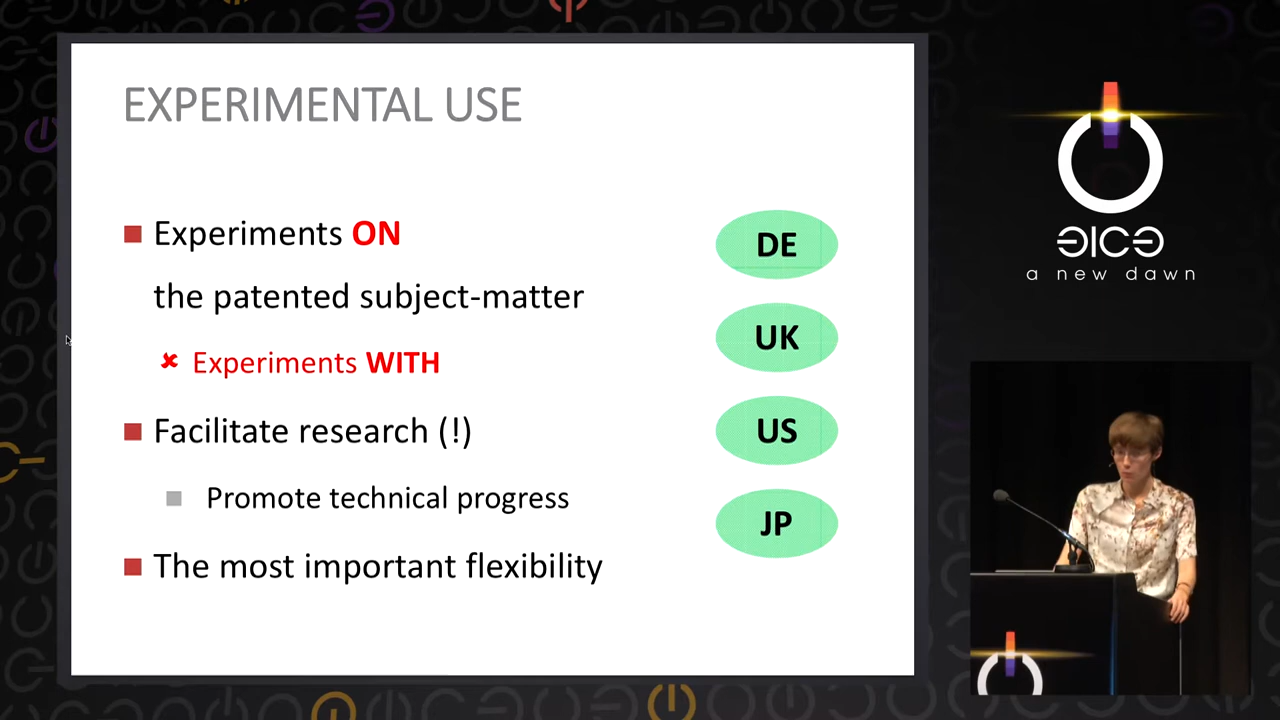 EXPERIMENTAL USE
Experiments ON
the patented subject-matter
Experiments WITH
Facilitate research (!)
Promote technical progress
The most important flexibility
DE
UK
US
JP
ƎICƎ
a new dawn